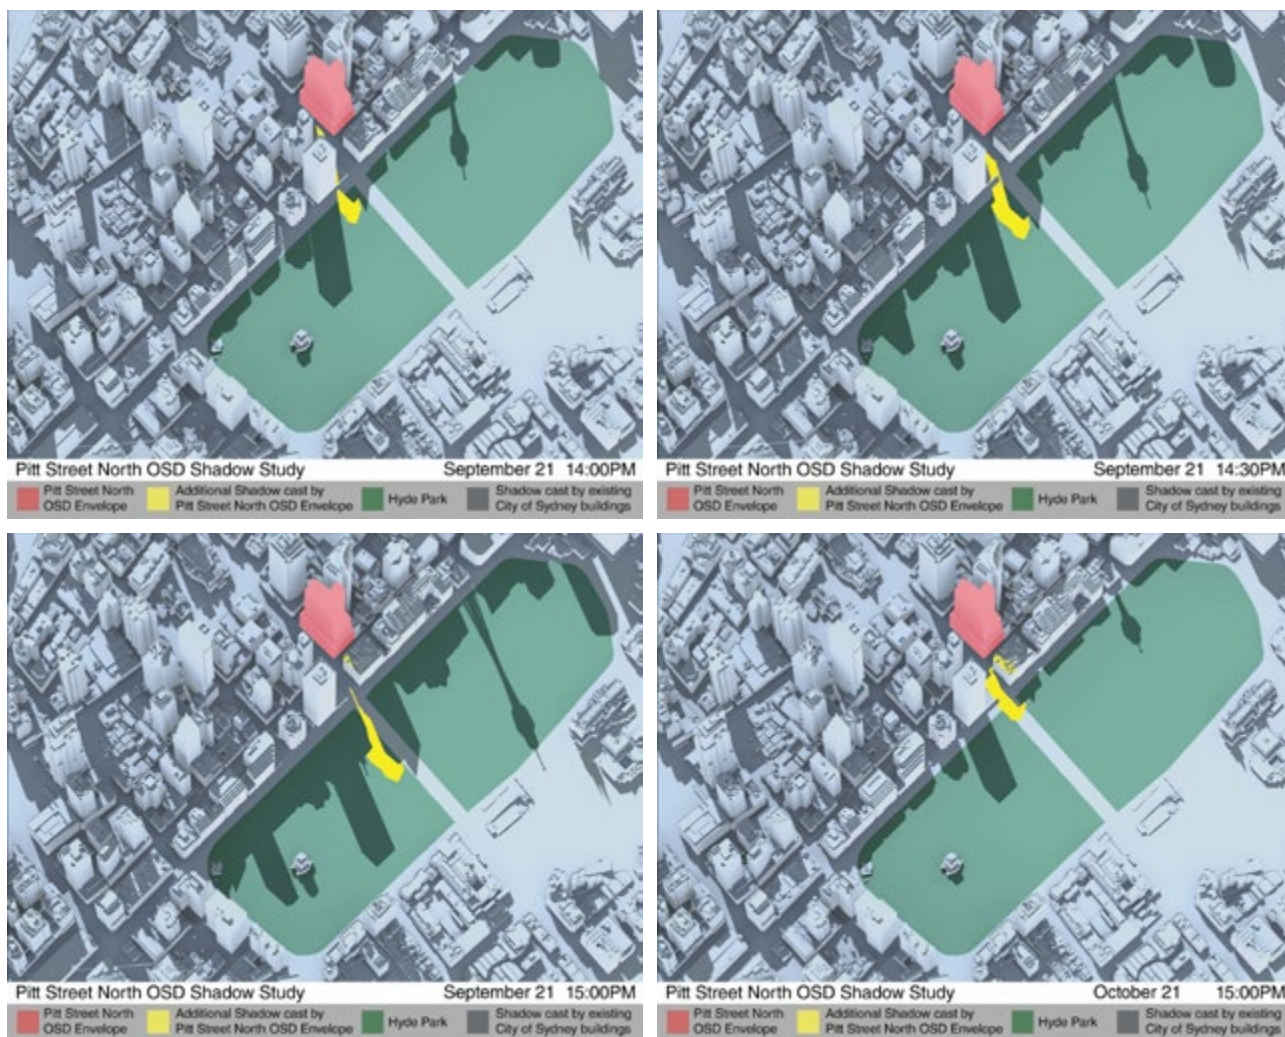 Pitt Street North OSD Shadow Study September 21 14:00PM
Pitt Street North
OSD Envelope
Additional Shadow cast by
Pitt Street North OSD Envelope
Hyde Park
Shadow cast by existing
City of Sydney buildings
Pitt Street North OSD Shadow Study September 21 14:30PM
Pitt Street North
OSD Envelope
Additional Shadow cast by
Pitt Street North OSD Envelope
Hyde Park
Shadow cast by existing
City of Sydney buildings
Pitt Street North OSD Shadow Study September 21 15:00PM
Pitt Street North
OSD Envelope
Additional Shadow cast by
Pitt Street North OSD Envelope
Hyde Park
Shadow cast by existing
City of Sydney buildings
Pitt Street North OSD Shadow Study October 21 15:00PM
Pitt Street North
OSD Envelope
Additional Shadow cast by
Pitt Street North OSD Envelope
Hyde Park
Shadow cast by existing
City of Sydney buildings